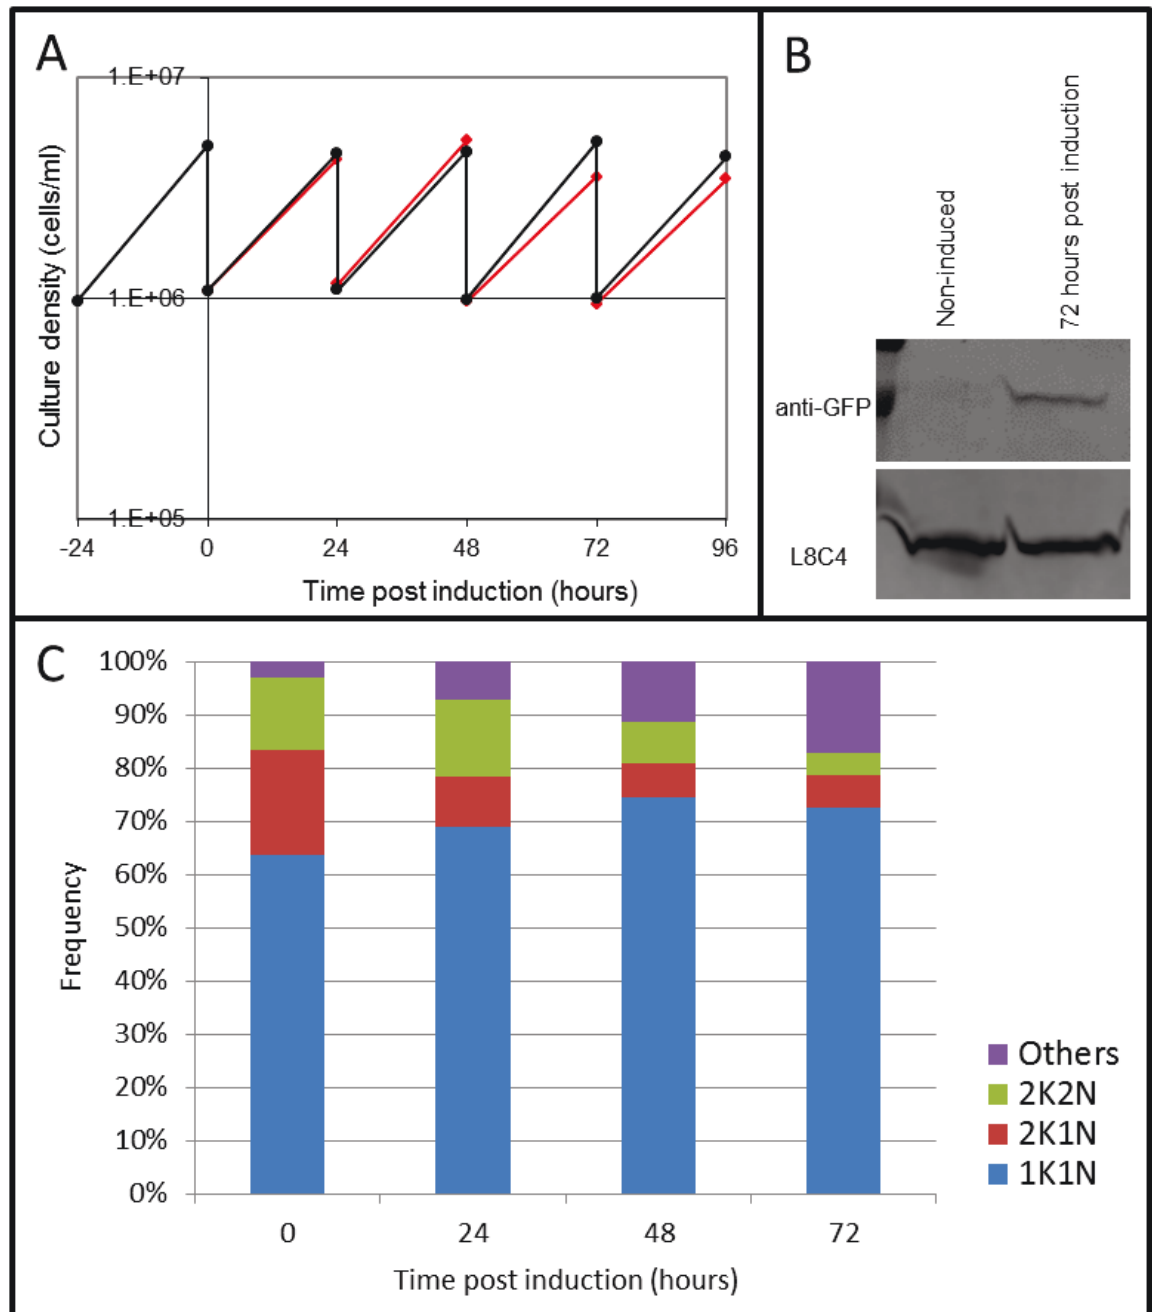 A
1.E+07
1.E+06
1.E+05
Culture density (cells/ml)
-24
0
24
48
72
96
Time post induction (hours)
B
Non-induced
72 hours post induction
anti-GFP
L8C4
C
100%
90%
80%
70%
60%
50%
40%
30%
20%
10%
0%
Frequency
0
24
48
72
Time post induction (hours)
Others
2K2N
2K1N
1K1N